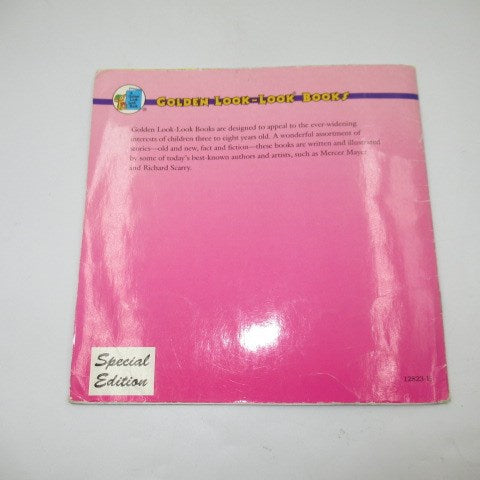 GOLDEN LOOK-LOOK® BOOKS
Golden Look-Look Books are designed to appeal to the ever-widening
interests of children three to eight years old. A wonderful assortment of
stories—old and new, fact and fiction—these books are written and illustrated
by some of today's best-known authors and artists, such as Mercer Mayer
and Richard Scarry.
Special
Edition
12823-1